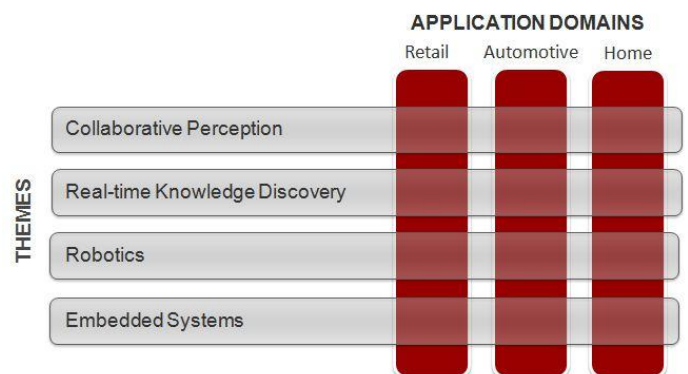 APPLICATION DOMAINS
Retail Automotive Home
THEMES
Collaborative Perception
Real-time Knowledge Discovery
Robotics
Embedded Systems